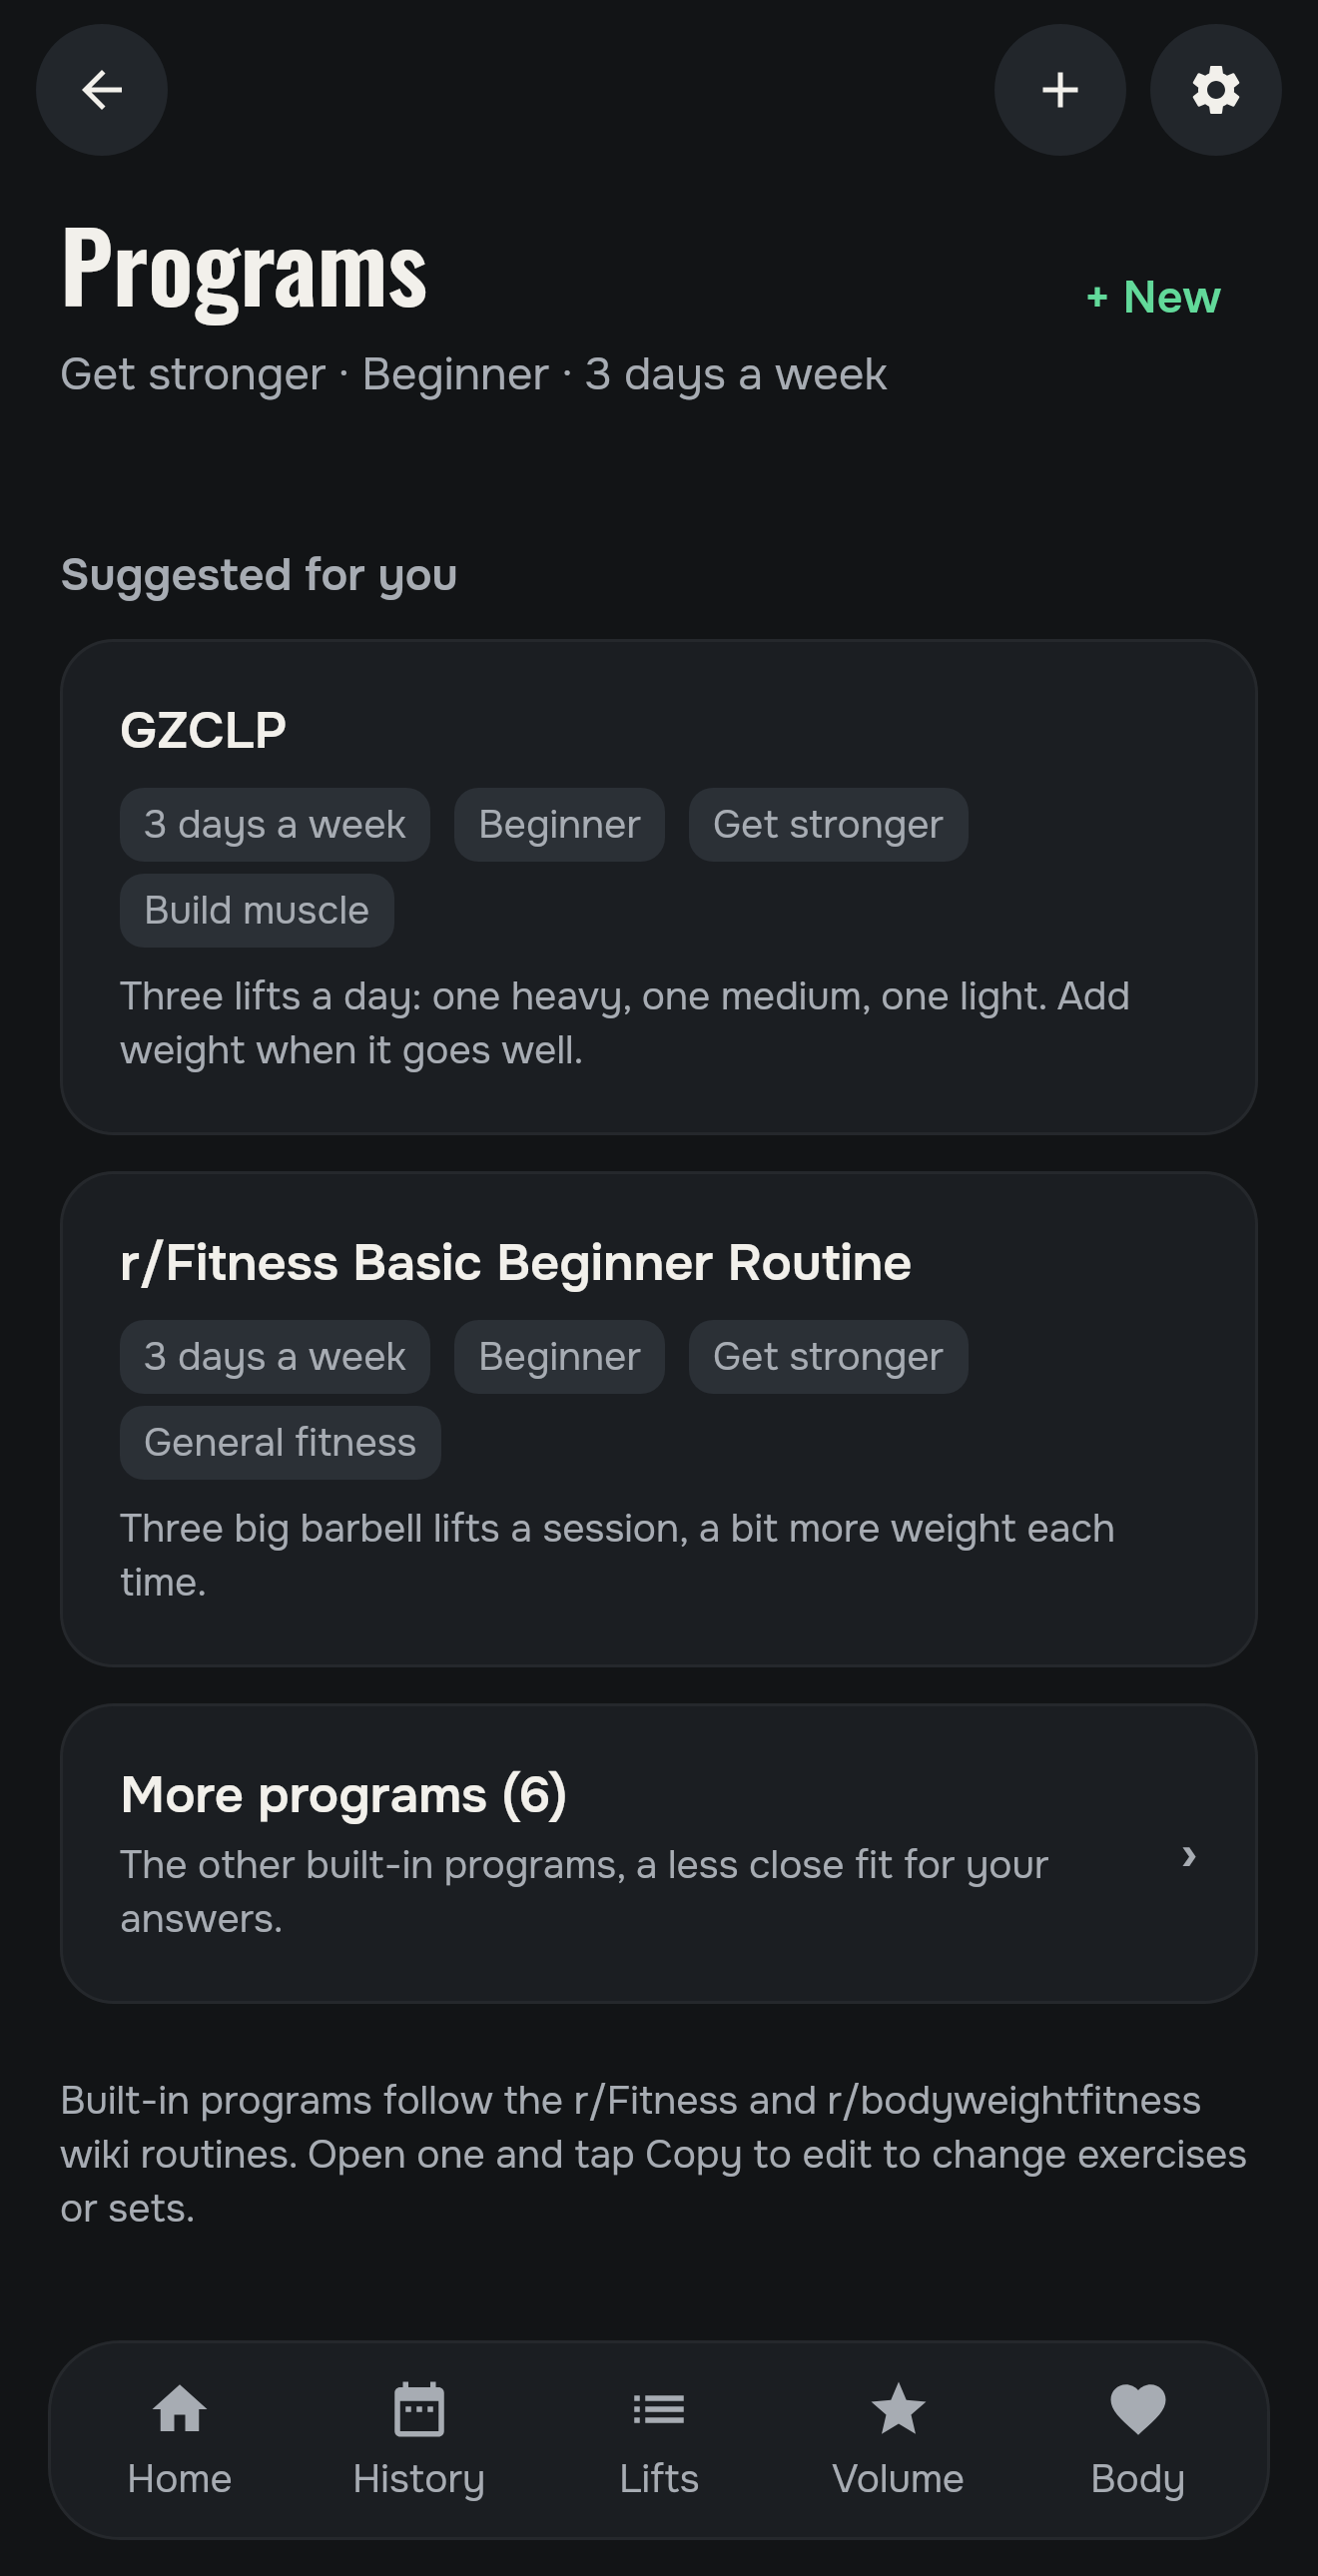 Programs
+ New
Get stronger · Beginner · 3 days a week
Suggested for you
GZCLP
3 days a week Beginner Get stronger
Build muscle
Three lifts a day: one heavy, one medium, one light. Add
weight when it goes well.
r/Fitness Basic Beginner Routine
3 days a week Beginner Get stronger
General fitness
Three big barbell lifts a session, a bit more weight each
time.
More programs (6)
The other built-in programs, a less close fit for your
answers.
Built-in programs follow the r/Fitness and r/bodyweightfitness
wiki routines. Open one and tap Copy to edit to change exercises
or sets.
Home History Lifts Volume Body